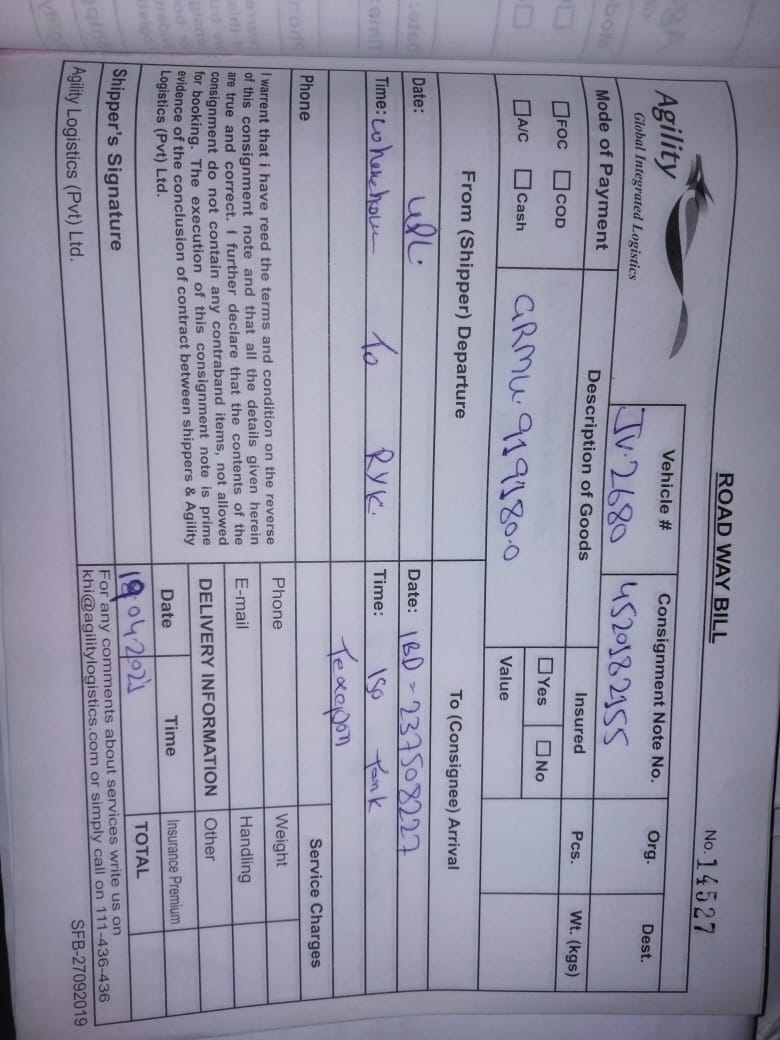 ROAD WAY BILL
No. 14527
Agility
Global Integrated Logistics
Vehicle #
JV-2680
Consignment Note No.
4520182155
Org.
Dest.
Mode of Payment
FOC
COD
A/C
Cash
Description of Goods
GRMU-919180-0
Insured
Yes
No
Value
Pcs.
Wt. (kgs)
From (Shipper) Departure
To (Consignee) Arrival
Date:
Date: IBD - 237508227
Time: To RYK.
Time: Iso Tank
Phone
Service Charges
I warrent that i have reed the terms and condition on the reverse
of this consignment note and that all the details given herein
are true and correct. I further declare that the contents of the
consignment do not contain any contraband items, not allowed
for booking. The execution of this consignment note is prime
evidence of the conclusion of contract between shippers & Agility
Logistics (Pvt) Ltd.
Phone
Weight
E-mail
Handling
DELIVERY INFORMATION
Other
Date
Time
Insurance Premium
04-2021
TOTAL
Shipper's Signature
For any comments about services write us on
khi@agilitylogistics.com or simply call on 111-436-436
Agility Logistics (Pvt) Ltd.
SFB-27092019